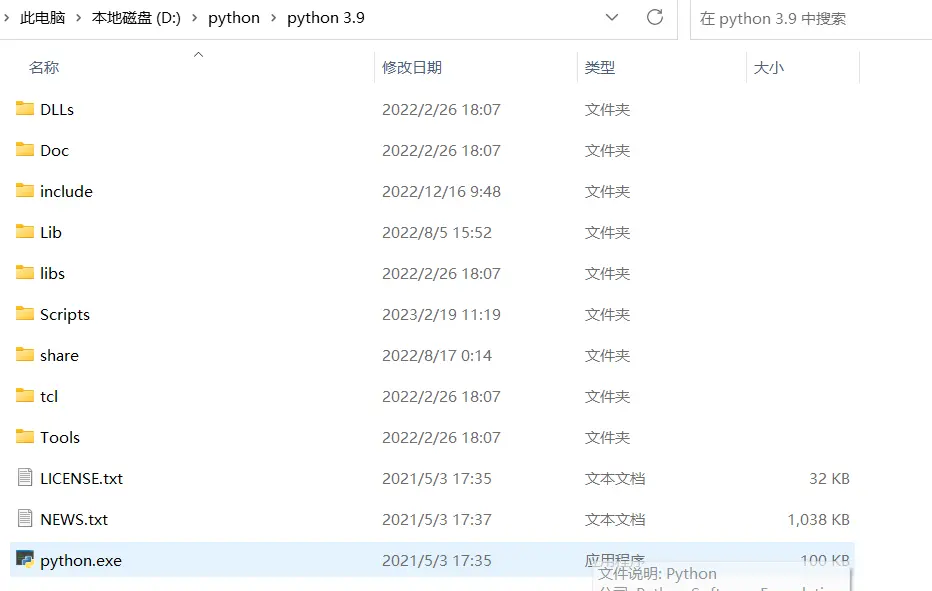 此电脑 > 本地磁盘 (D:) > python > python 3.9 在 python 3.9 中搜索
名称 修改日期 类型 大小
DLLs 2022/2/26 18:07 文件夹
Doc 2022/2/26 18:07 文件夹
include 2022/12/16 9:48 文件夹
Lib 2022/8/5 15:52 文件夹
libs 2022/2/26 18:07 文件夹
Scripts 2023/2/19 11:19 文件夹
share 2022/8/17 0:14 文件夹
tcl 2022/2/26 18:07 文件夹
Tools 2022/2/26 18:07 文件夹
LICENSE.txt 2021/5/3 17:35 文本文档 32 KB
NEWS.txt 2021/5/3 17:37 文本文档 1,038 KB
python.exe 2021/5/3 17:35 应用程序 100 KB
文件说明: Python
公司: Python Software Foundation